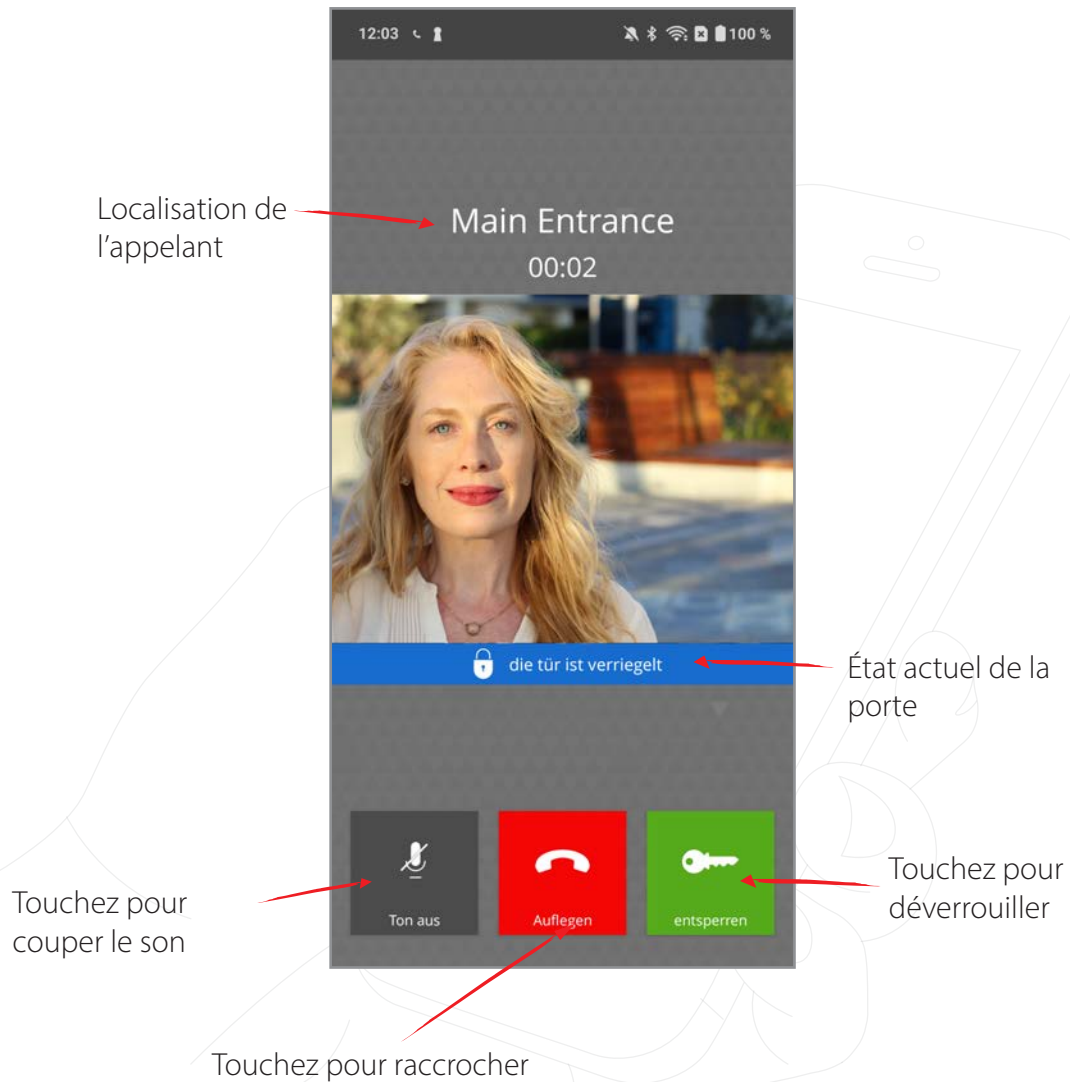 12:03
100 %
Localisation de
l'appelant
Main Entrance
00:02
die tür ist verriegelt
État actuel de la
porte
Ton aus
Auflegen
entsperren
Touchez pour
couper le son
Touchez pour
déverrouiller
Touchez pour raccrocher